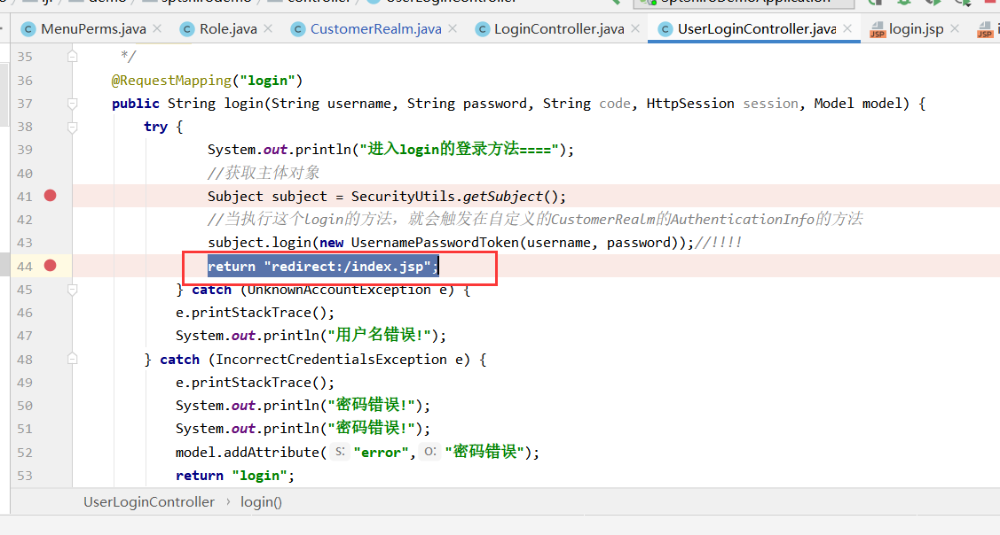 MenuPerms.java × Role.java × CustomerRealm.java × LoginController.java × UserLoginController.java × login.jsp ×
35 */
36 @RequestMapping("login")
37 public String login(String username, String password, String code, HttpSession session, Model model) {
38 try {
39 System.out.println("进入login的登录方法====");
40 //获取主体对象
41 Subject subject = SecurityUtils.getSubject();
42 //当执行这个login的方法，就会触发在自定义的CustomerRealm的AuthenticationInfo的方法
43 subject.login(new UsernamePasswordToken(username, password));//!!!!
44 return "redirect:/index.jsp";
45 } catch (UnknownAccountException e) {
46 e.printStackTrace();
47 System.out.println("用户名错误!");
48 } catch (IncorrectCredentialsException e) {
49 e.printStackTrace();
50 System.out.println("密码错误!");
51 System.out.println("密码错误!");
52 model.addAttribute( s: "error", o: "密码错误");
53 return "login";
UserLoginController › login()